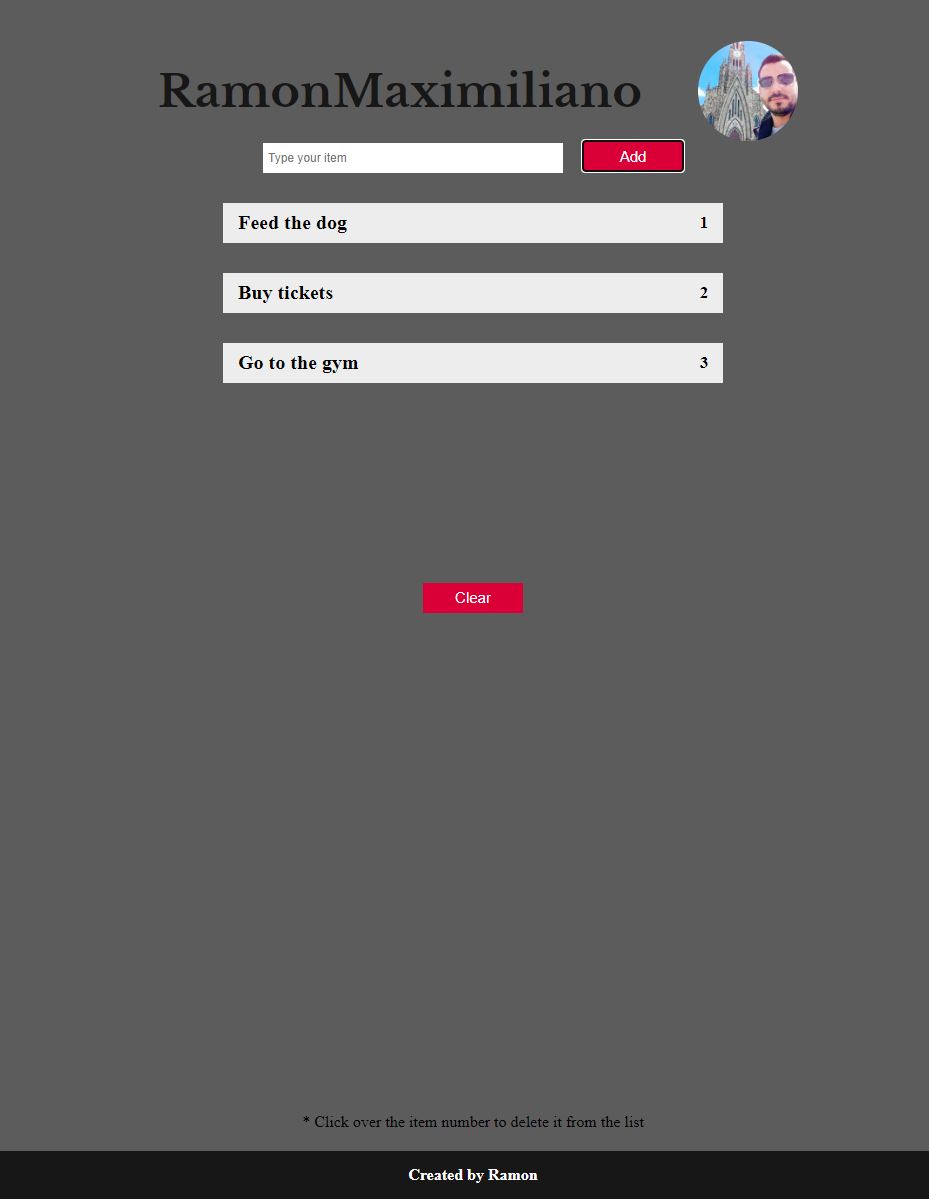 RamonMaximiliano
Type your item
Add
Feed the dog 1
Buy tickets 2
Go to the gym 3
Clear
* Click over the item number to delete it from the list
Created by Ramon